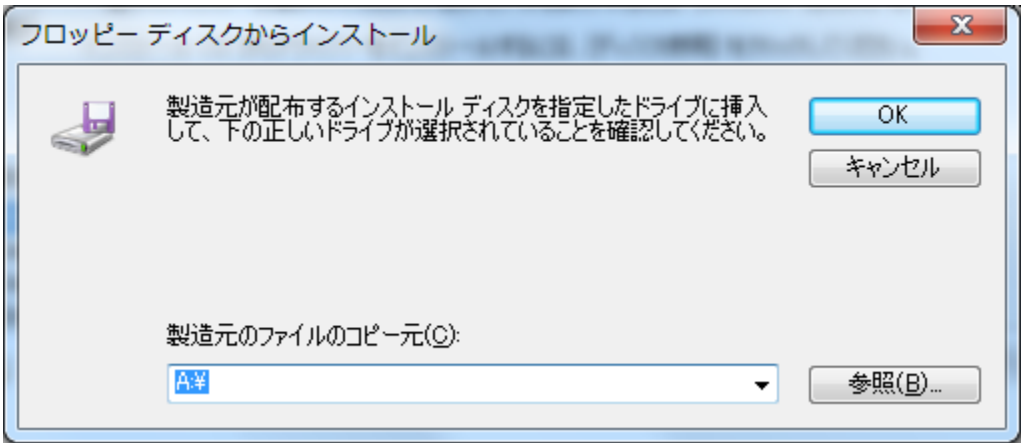 フロッピー ディスクからインストール
製造元が配布するインストール ディスクを指定したドライブに挿入
して、下の正しいドライブが選択されていることを確認してください。
OK
キャンセル
製造元のファイルのコピー元(C):
A:¥
参照(B)...